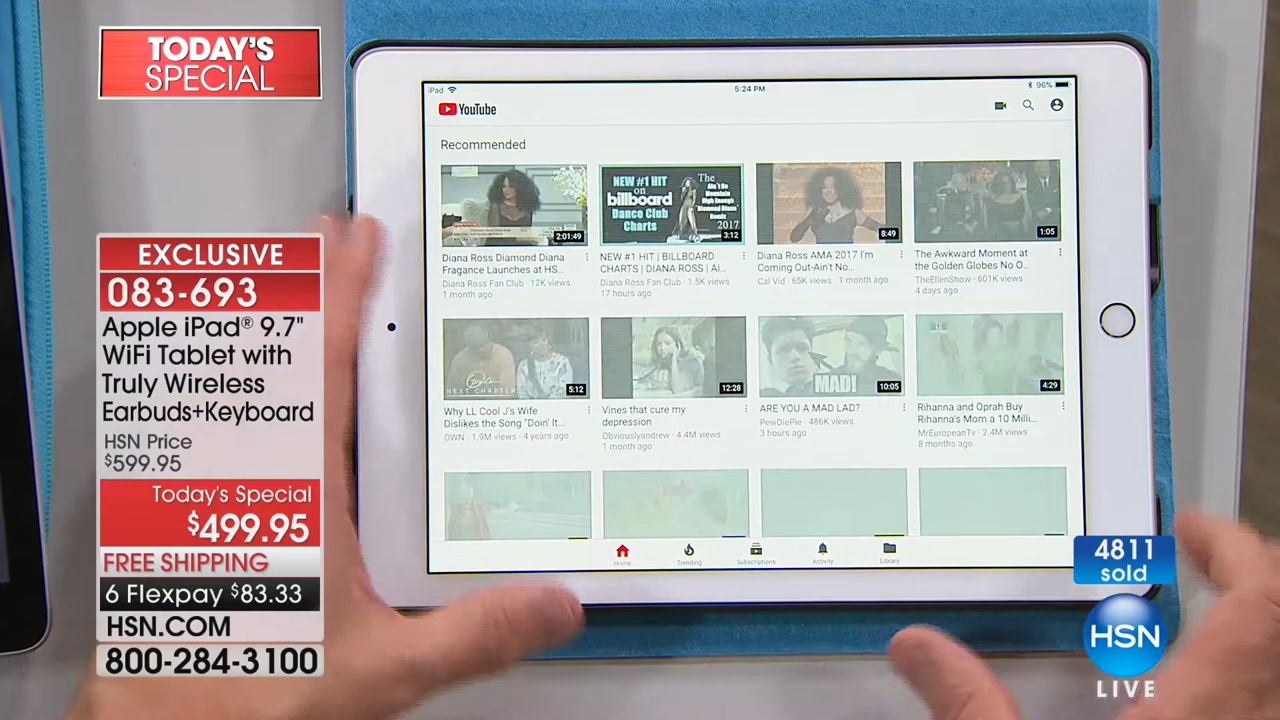 TODAY'S
SPECIAL
EXCLUSIVE
083-693
Apple iPad® 9.7"
WiFi Tablet with
Truly Wireless
Earbuds+Keyboard
HSN Price
$599.95
Today's Special
$499.95
FREE SHIPPING
6 Flexpay $83.33
HSN.COM
800-284-3100
iPad
5:24 PM
96%
YouTube
Recommended
2:01:49
Diana Ross Diamond Diana
Fragance Launches at HS...
Diana Ross Fan Club · 12K views
1 month ago
NEW #1 HIT
on
billboard
Dance Club
Charts
The
Ain't No
Mountain
High Enough
Diamond Diana
Remix
2017
3:12
NEW #1 HIT | BILLBOARD
CHARTS | DIANA ROSS | AI...
Diana Ross Fan Club · 1.5K views
17 hours ago
8:49
Diana Ross AMA 2017 I'm
Coming Out-Ain't No...
Cal Vid · 65K views · 1 month ago
1:05
The Awkward Moment at
the Golden Globes No O...
TheEllenShow · 601K views
4 days ago
NEXT CHAPTER
5:12
Why LL Cool J's Wife
Dislikes the Song "Doin' It...
OWN · 1.9M views · 4 years ago
12:28
Vines that cure my
depression
Obviouslyandrew · 4.4M views
1 month ago
MAD!
10:05
ARE YOU A MAD LAD?
PewDiePie · 486K views
3 hours ago
4:29
Rihanna and Oprah Buy
Rihanna's Mom a 10 Milli...
MrEuropeanTv · 2.4M views
8 months ago
Home
Trending
Subscriptions
Activity
Library
4811
sold
HSN
LIVE